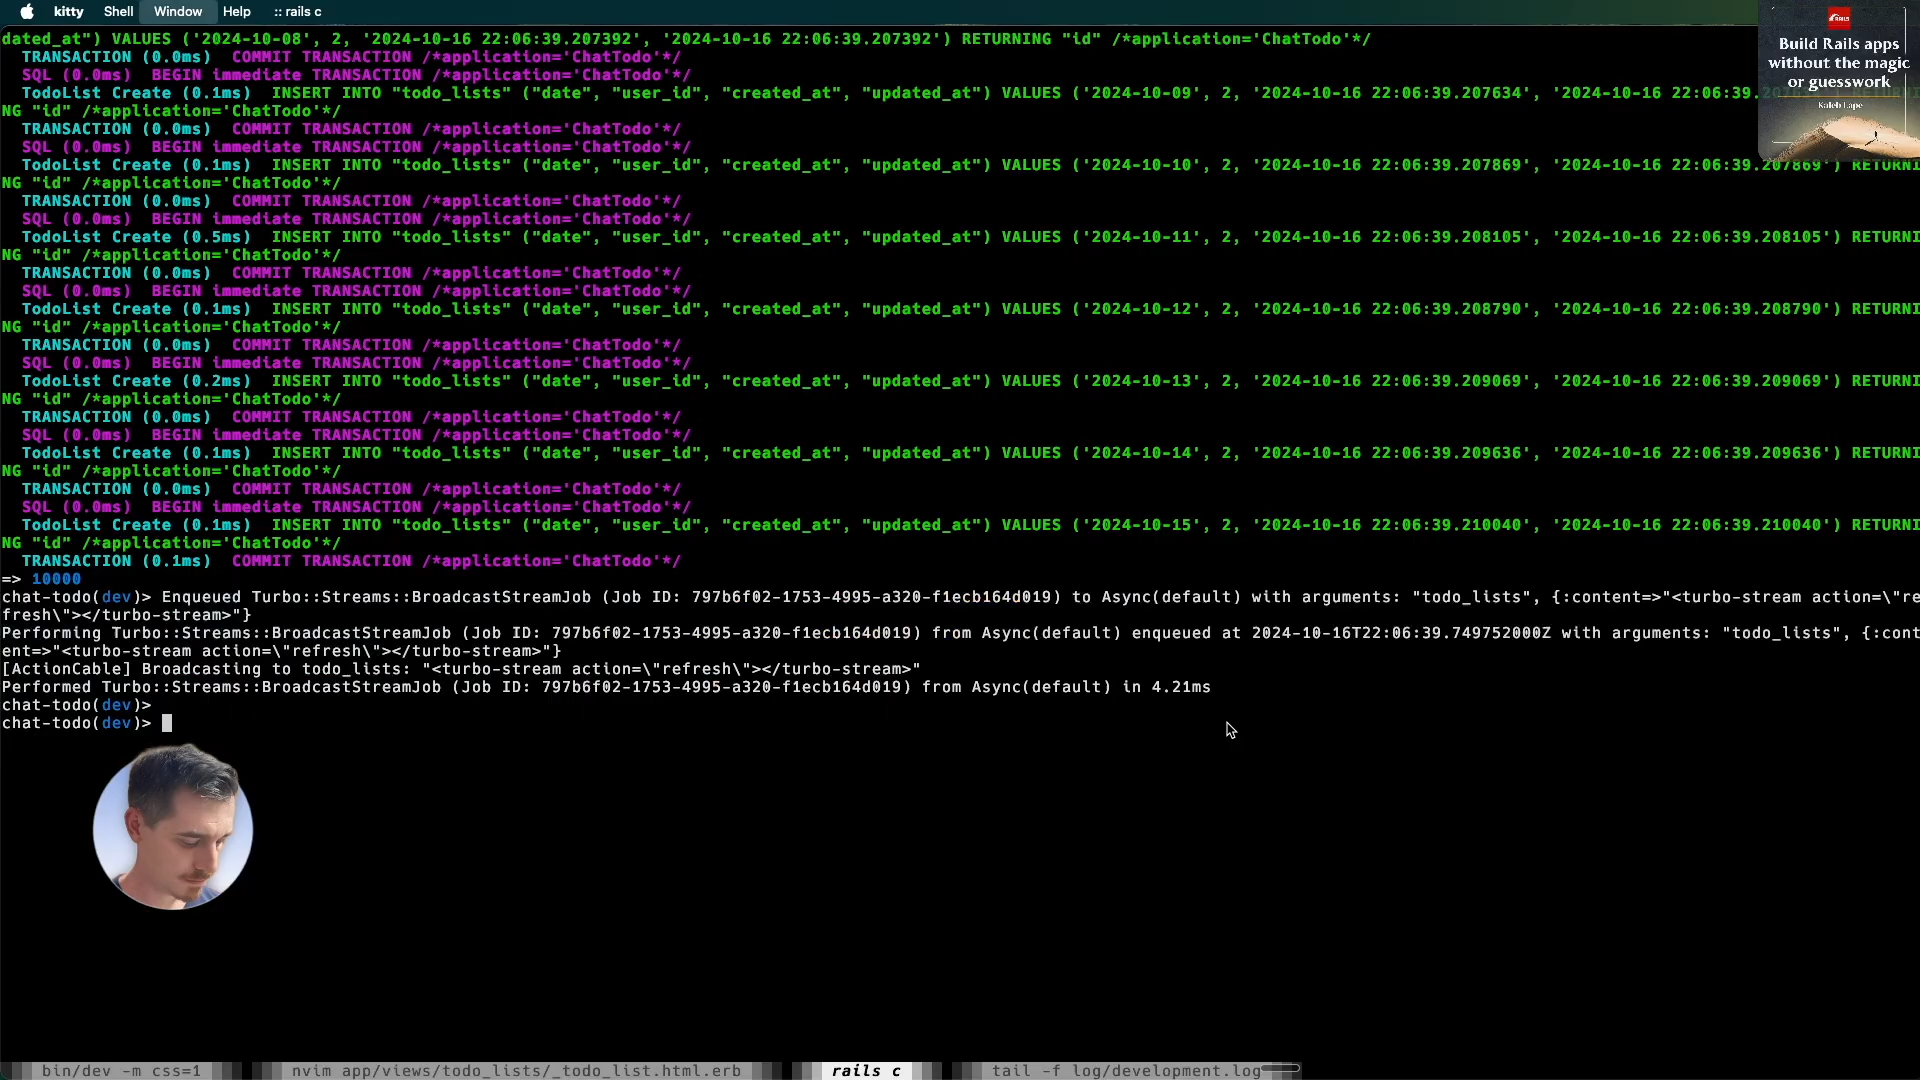 kitty Shell Window Help :: rails c
dated_at") VALUES ('2024-10-08', 2, '2024-10-16 22:06:39.207392', '2024-10-16 22:06:39.207392') RETURNING "id" /*application='ChatTodo'*/
TRANSACTION (0.0ms) COMMIT TRANSACTION /*application='ChatTodo'*/
SQL (0.0ms) BEGIN immediate TRANSACTION /*application='ChatTodo'*/
TodoList Create (0.1ms) INSERT INTO "todo_lists" ("date", "user_id", "created_at", "updated_at") VALUES ('2024-10-09', 2, '2024-10-16 22:06:39.207634', '2024-10-16 22:06:39.
NG "id" /*application='ChatTodo'*/
TRANSACTION (0.0ms) COMMIT TRANSACTION /*application='ChatTodo'*/
SQL (0.0ms) BEGIN immediate TRANSACTION /*application='ChatTodo'*/
TodoList Create (0.1ms) INSERT INTO "todo_lists" ("date", "user_id", "created_at", "updated_at") VALUES ('2024-10-10', 2, '2024-10-16 22:06:39.207869', '2024-10-16 22:06:39.207869') RETURNI
NG "id" /*application='ChatTodo'*/
TRANSACTION (0.0ms) COMMIT TRANSACTION /*application='ChatTodo'*/
SQL (0.0ms) BEGIN immediate TRANSACTION /*application='ChatTodo'*/
TodoList Create (0.5ms) INSERT INTO "todo_lists" ("date", "user_id", "created_at", "updated_at") VALUES ('2024-10-11', 2, '2024-10-16 22:06:39.208105', '2024-10-16 22:06:39.208105') RETURNI
NG "id" /*application='ChatTodo'*/
TRANSACTION (0.0ms) COMMIT TRANSACTION /*application='ChatTodo'*/
SQL (0.0ms) BEGIN immediate TRANSACTION /*application='ChatTodo'*/
TodoList Create (0.1ms) INSERT INTO "todo_lists" ("date", "user_id", "created_at", "updated_at") VALUES ('2024-10-12', 2, '2024-10-16 22:06:39.208790', '2024-10-16 22:06:39.208790') RETURNI
NG "id" /*application='ChatTodo'*/
TRANSACTION (0.0ms) COMMIT TRANSACTION /*application='ChatTodo'*/
SQL (0.0ms) BEGIN immediate TRANSACTION /*application='ChatTodo'*/
TodoList Create (0.2ms) INSERT INTO "todo_lists" ("date", "user_id", "created_at", "updated_at") VALUES ('2024-10-13', 2, '2024-10-16 22:06:39.209069', '2024-10-16 22:06:39.209069') RETURNI
NG "id" /*application='ChatTodo'*/
TRANSACTION (0.0ms) COMMIT TRANSACTION /*application='ChatTodo'*/
SQL (0.0ms) BEGIN immediate TRANSACTION /*application='ChatTodo'*/
TodoList Create (0.1ms) INSERT INTO "todo_lists" ("date", "user_id", "created_at", "updated_at") VALUES ('2024-10-14', 2, '2024-10-16 22:06:39.209636', '2024-10-16 22:06:39.209636') RETURNI
NG "id" /*application='ChatTodo'*/
TRANSACTION (0.0ms) COMMIT TRANSACTION /*application='ChatTodo'*/
SQL (0.0ms) BEGIN immediate TRANSACTION /*application='ChatTodo'*/
TodoList Create (0.1ms) INSERT INTO "todo_lists" ("date", "user_id", "created_at", "updated_at") VALUES ('2024-10-15', 2, '2024-10-16 22:06:39.210040', '2024-10-16 22:06:39.210040') RETURNI
NG "id" /*application='ChatTodo'*/
TRANSACTION (0.1ms) COMMIT TRANSACTION /*application='ChatTodo'*/
=> 10000
chat-todo(dev)> Enqueued Turbo::Streams::BroadcastStreamJob (Job ID: 797b6f02-1753-4995-a320-f1ecb164d019) to Async(default) with arguments: "todo_lists", {:content=>"<turbo-stream action=\"re
fresh\"></turbo-stream>"}
Performing Turbo::Streams::BroadcastStreamJob (Job ID: 797b6f02-1753-4995-a320-f1ecb164d019) from Async(default) enqueued at 2024-10-16T22:06:39.749752000Z with arguments: "todo_lists", {:cont
ent=>"<turbo-stream action=\"refresh\"></turbo-stream>"}
[ActionCable] Broadcasting to todo_lists: "<turbo-stream action=\"refresh\"></turbo-stream>"
Performed Turbo::Streams::BroadcastStreamJob (Job ID: 797b6f02-1753-4995-a320-f1ecb164d019) from Async(default) in 4.21ms
chat-todo(dev)>
chat-todo(dev)>
RAILS
Build Rails apps
without the magic
or guesswork
Kaleb Lape
bin/dev -m css=1 nvim app/views/todo_lists/_todo_list.html.erb rails c tail -f log/development.log